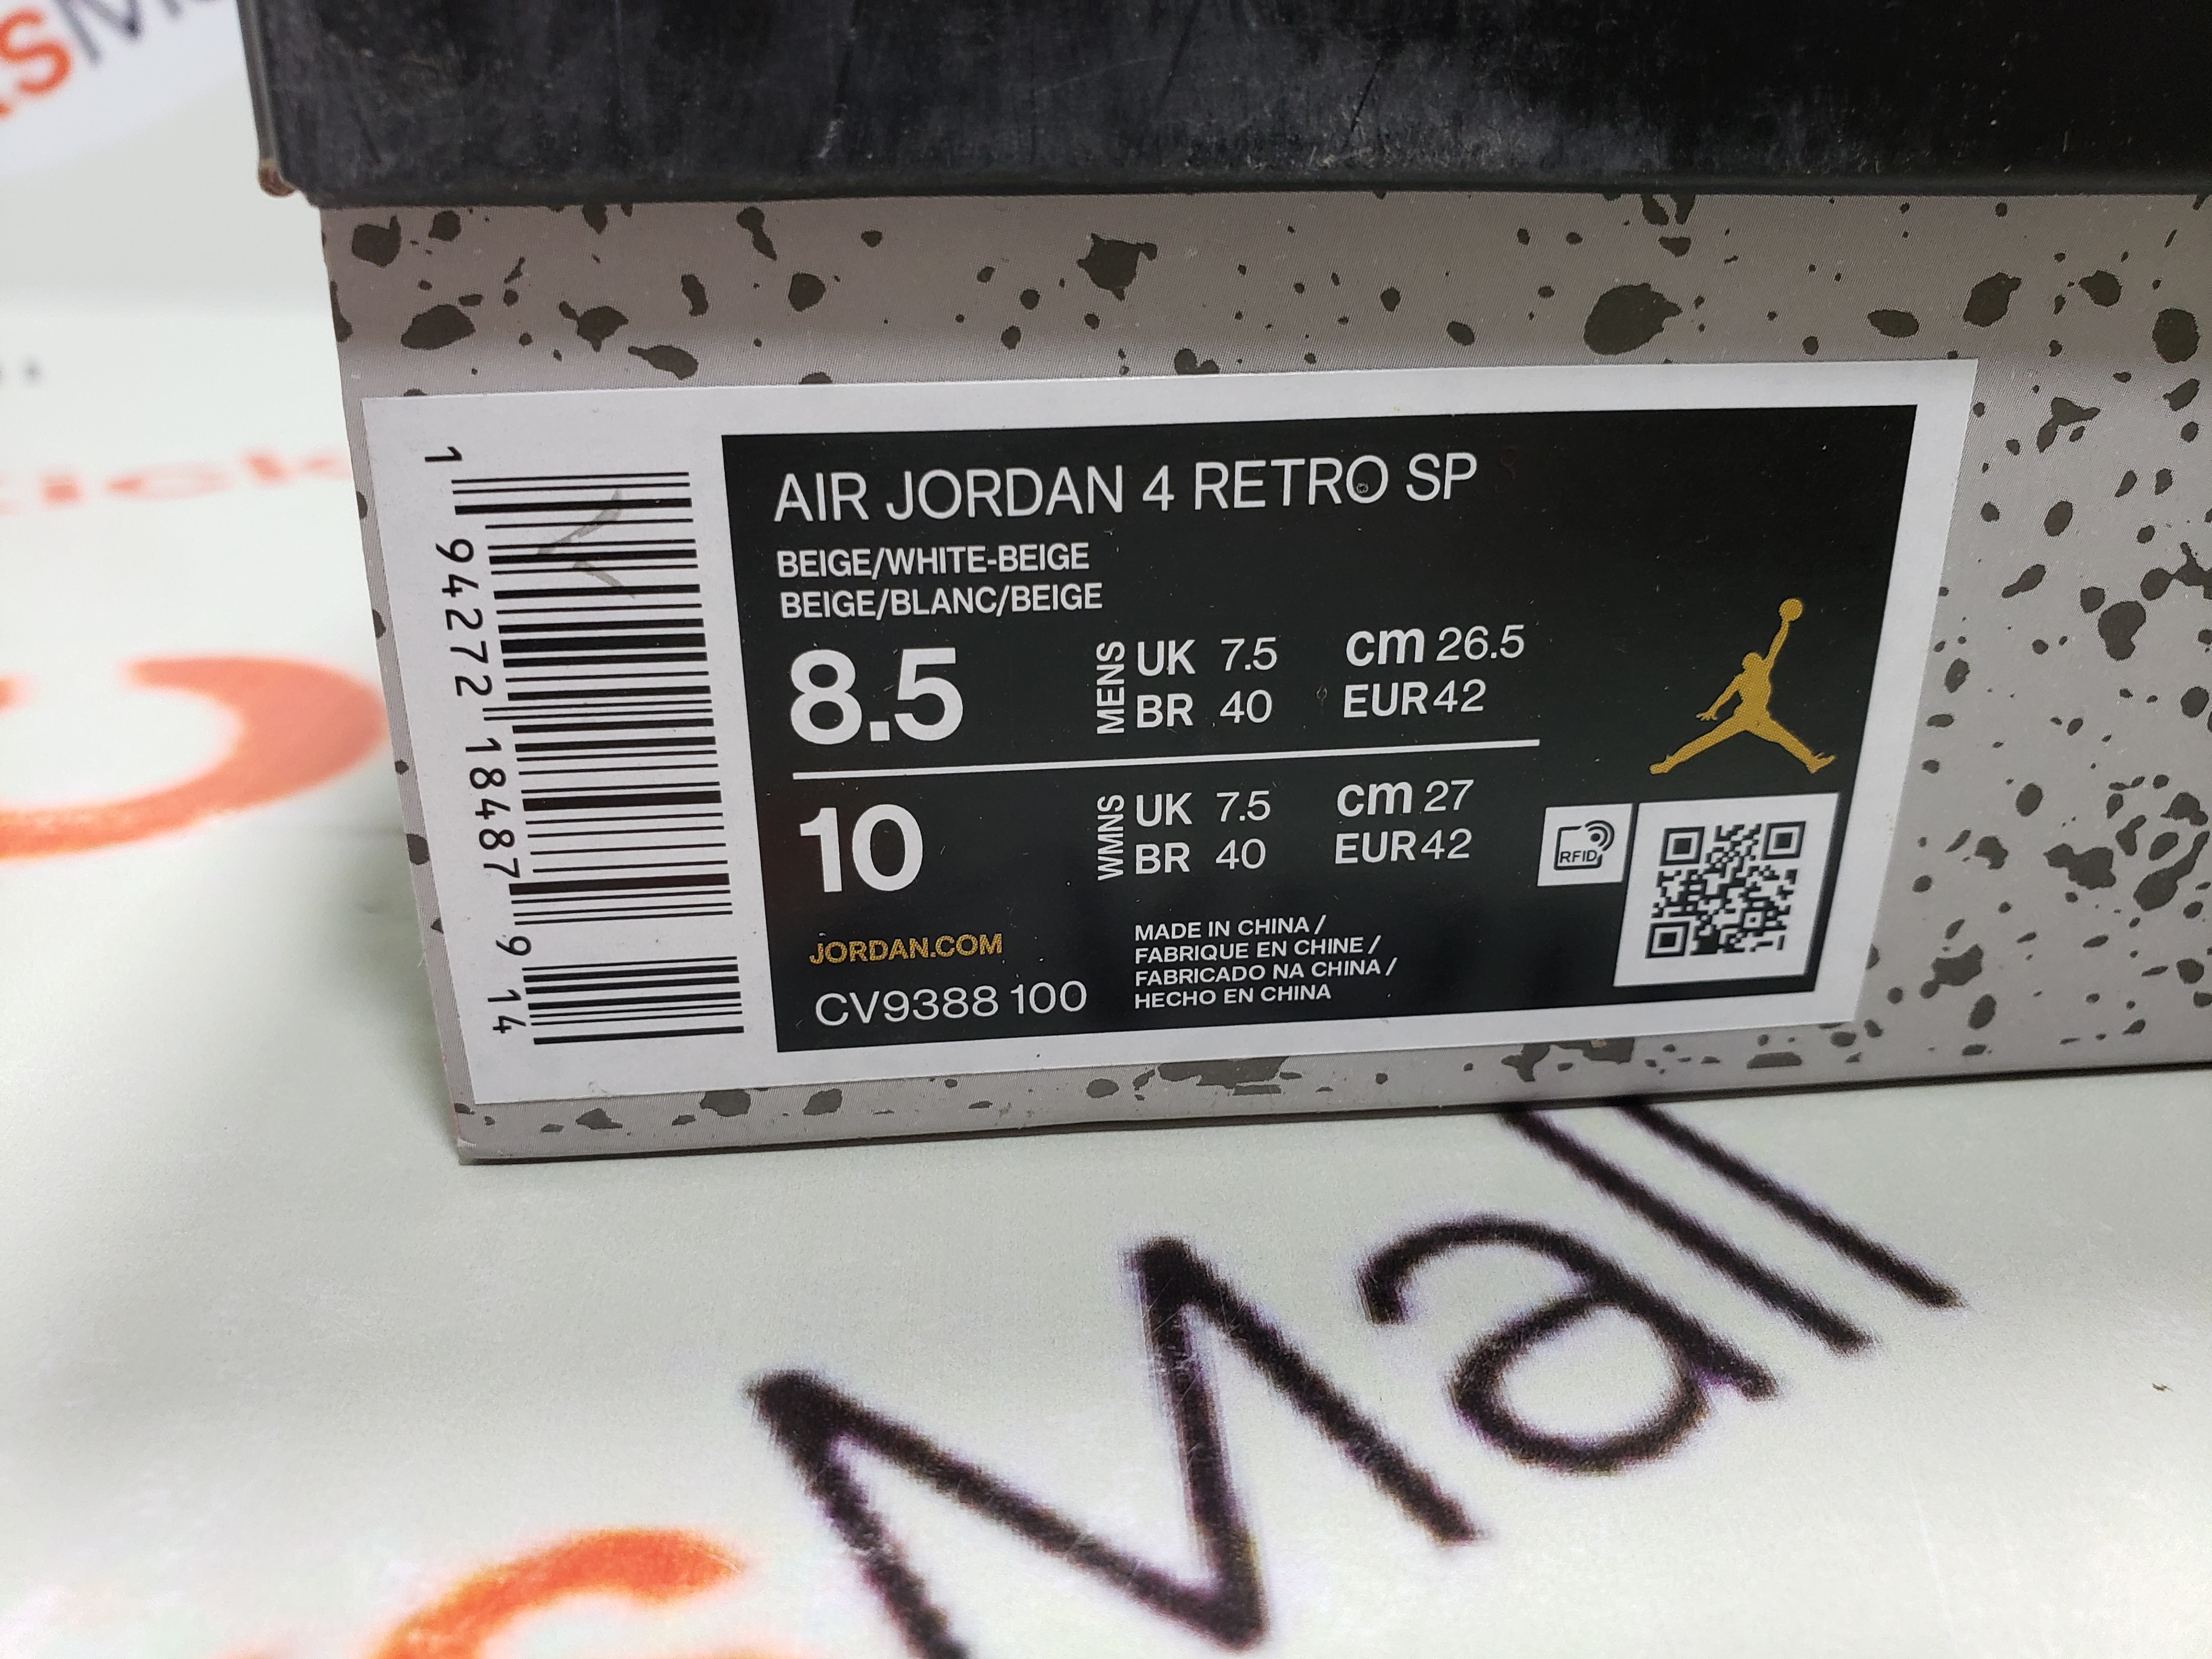 AIR JORDAN 4 RETRO SP
BEIGE/WHITE-BEIGE
BEIGE/BLANC/BEIGE
8.5 MENS UK 7.5 cm 26.5
BR 40 EUR 42
10 WMNS UK 7.5 cm 27
BR 40 EUR 42
RFID
JORDAN.COM
CV9388 100
MADE IN CHINA /
FABRIQUE EN CHINE /
FABRICADO NA CHINA /
HECHO EN CHINA
1 94272 18487 9 14
Mall